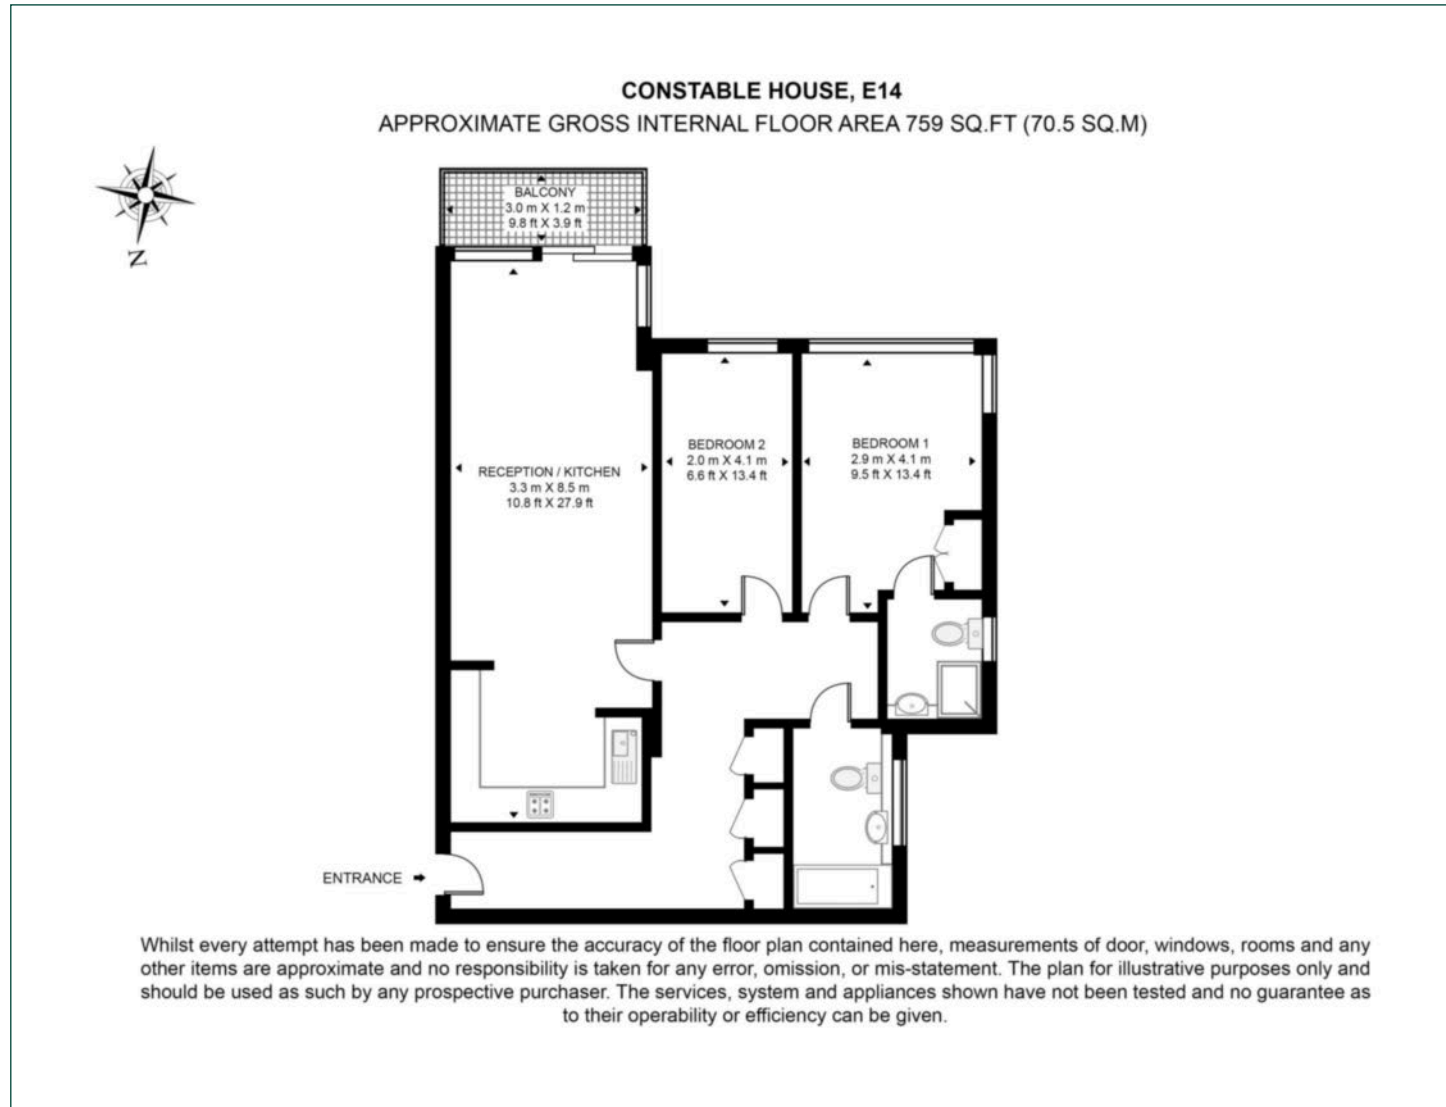 CONSTABLE HOUSE, E14
APPROXIMATE GROSS INTERNAL FLOOR AREA 759 SQ.FT (70.5 SQ.M)
N
BALCONY
3.0 m X 1.2 m
9.8 ft X 3.9 ft
BEDROOM 2
2.0 m X 4.1 m
6.6 ft X 13.4 ft
BEDROOM 1
2.9 m X 4.1 m
9.5 ft X 13.4 ft
RECEPTION / KITCHEN
3.3 m X 8.5 m
10.8 ft X 27.9 ft
ENTRANCE
Whilst every attempt has been made to ensure the accuracy of the floor plan contained here, measurements of door, windows, rooms and any
other items are approximate and no responsibility is taken for any error, omission, or mis-statement. The plan for illustrative purposes only and
should be used as such by any prospective purchaser. The services, system and appliances shown have not been tested and no guarantee as
to their operability or efficiency can be given.